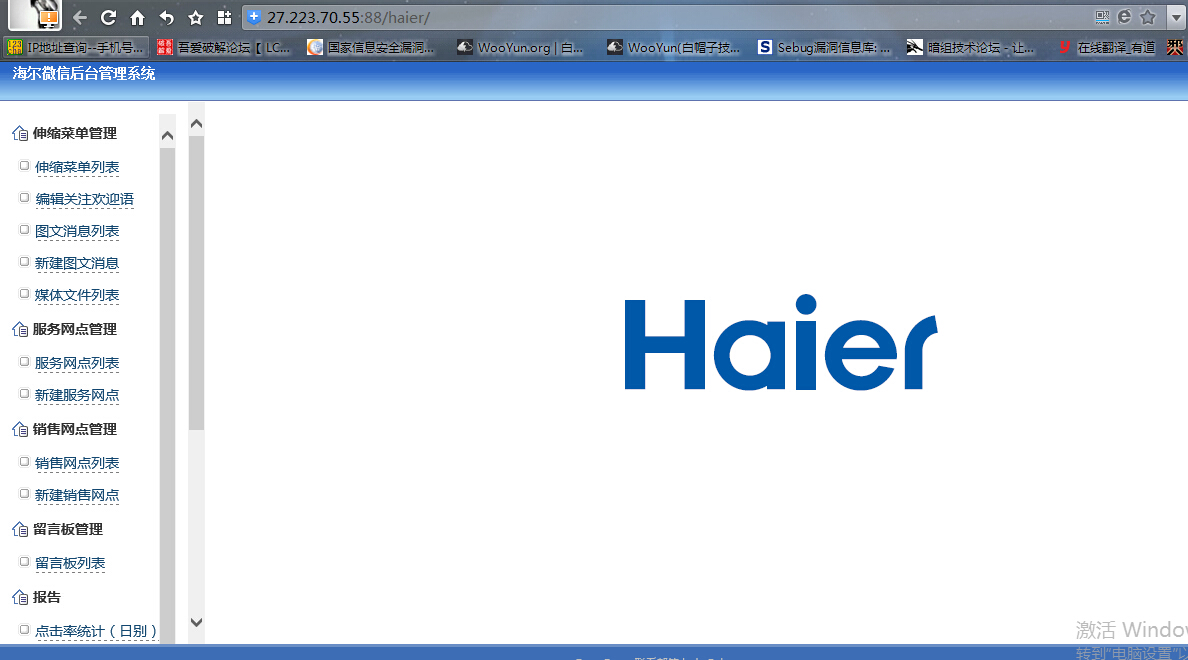 27.223.70.55:88/haier/
IP地址查询--手机号... 吾爱破解论坛【 LC... 国家信息安全漏洞... WooYun.org | 白... WooYun(白帽子技... Sebug漏洞信息库: ... 暗组技术论坛 - 让... 在线翻译_有道
海尔微信后台管理系统
伸缩菜单管理
伸缩菜单列表
编辑关注欢迎语
图文消息列表
新建图文消息
媒体文件列表
服务网点管理
服务网点列表
新建服务网点
销售网点管理
销售网点列表
新建销售网点
留言板管理
留言板列表
报告
点击率统计（日别）
Haier
激活 Window
转到"电脑设置"以